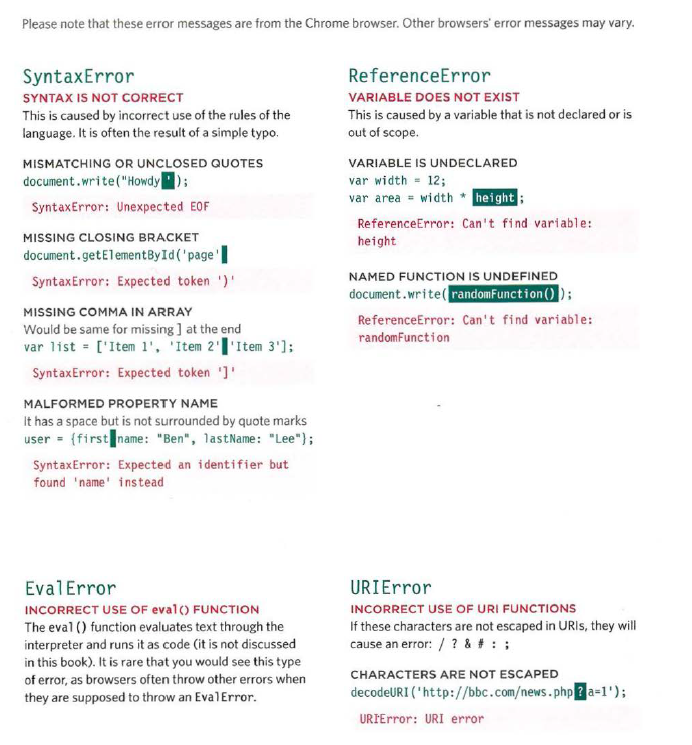 Please note that these error messages are from the Chrome browser. Other browsers' error messages may vary.
SyntaxError
SYNTAX IS NOT CORRECT
This is caused by incorrect use of the rules of the
language. It is often the result of a simple typo.
MISMATCHING OR UNCLOSED QUOTES
document.write("Howdy');
SyntaxError: Unexpected EOF
MISSING CLOSING BRACKET
document.getElementById('page'
SyntaxError: Expected token ')'
MISSING COMMA IN ARRAY
Would be same for missing ] at the end
var list = ['Item 1', 'Item 2' 'Item 3'];
SyntaxError: Expected token ']'
MALFORMED PROPERTY NAME
It has a space but is not surrounded by quote marks
user = {first name: "Ben", lastName: "Lee"};
SyntaxError: Expected an identifier but
found 'name' instead
ReferenceError
VARIABLE DOES NOT EXIST
This is caused by a variable that is not declared or is
out of scope.
VARIABLE IS UNDECLARED
var width = 12;
var area = width * height;
ReferenceError: Can't find variable:
height
NAMED FUNCTION IS UNDEFINED
document.write(randomFunction());
ReferenceError: Can't find variable:
randomFunction
EvalError
INCORRECT USE OF eval() FUNCTION
The eval() function evaluates text through the
interpreter and runs it as code (it is not discussed
in this book). It is rare that you would see this type
of error, as browsers often throw other errors when
they are supposed to throw an EvalError.
URIError
INCORRECT USE OF URI FUNCTIONS
If these characters are not escaped in URIs, they will
cause an error: / ? & # : ;
CHARACTERS ARE NOT ESCAPED
decodeURI('http://bbc.com/news.php?a=1');
URIError: URI error